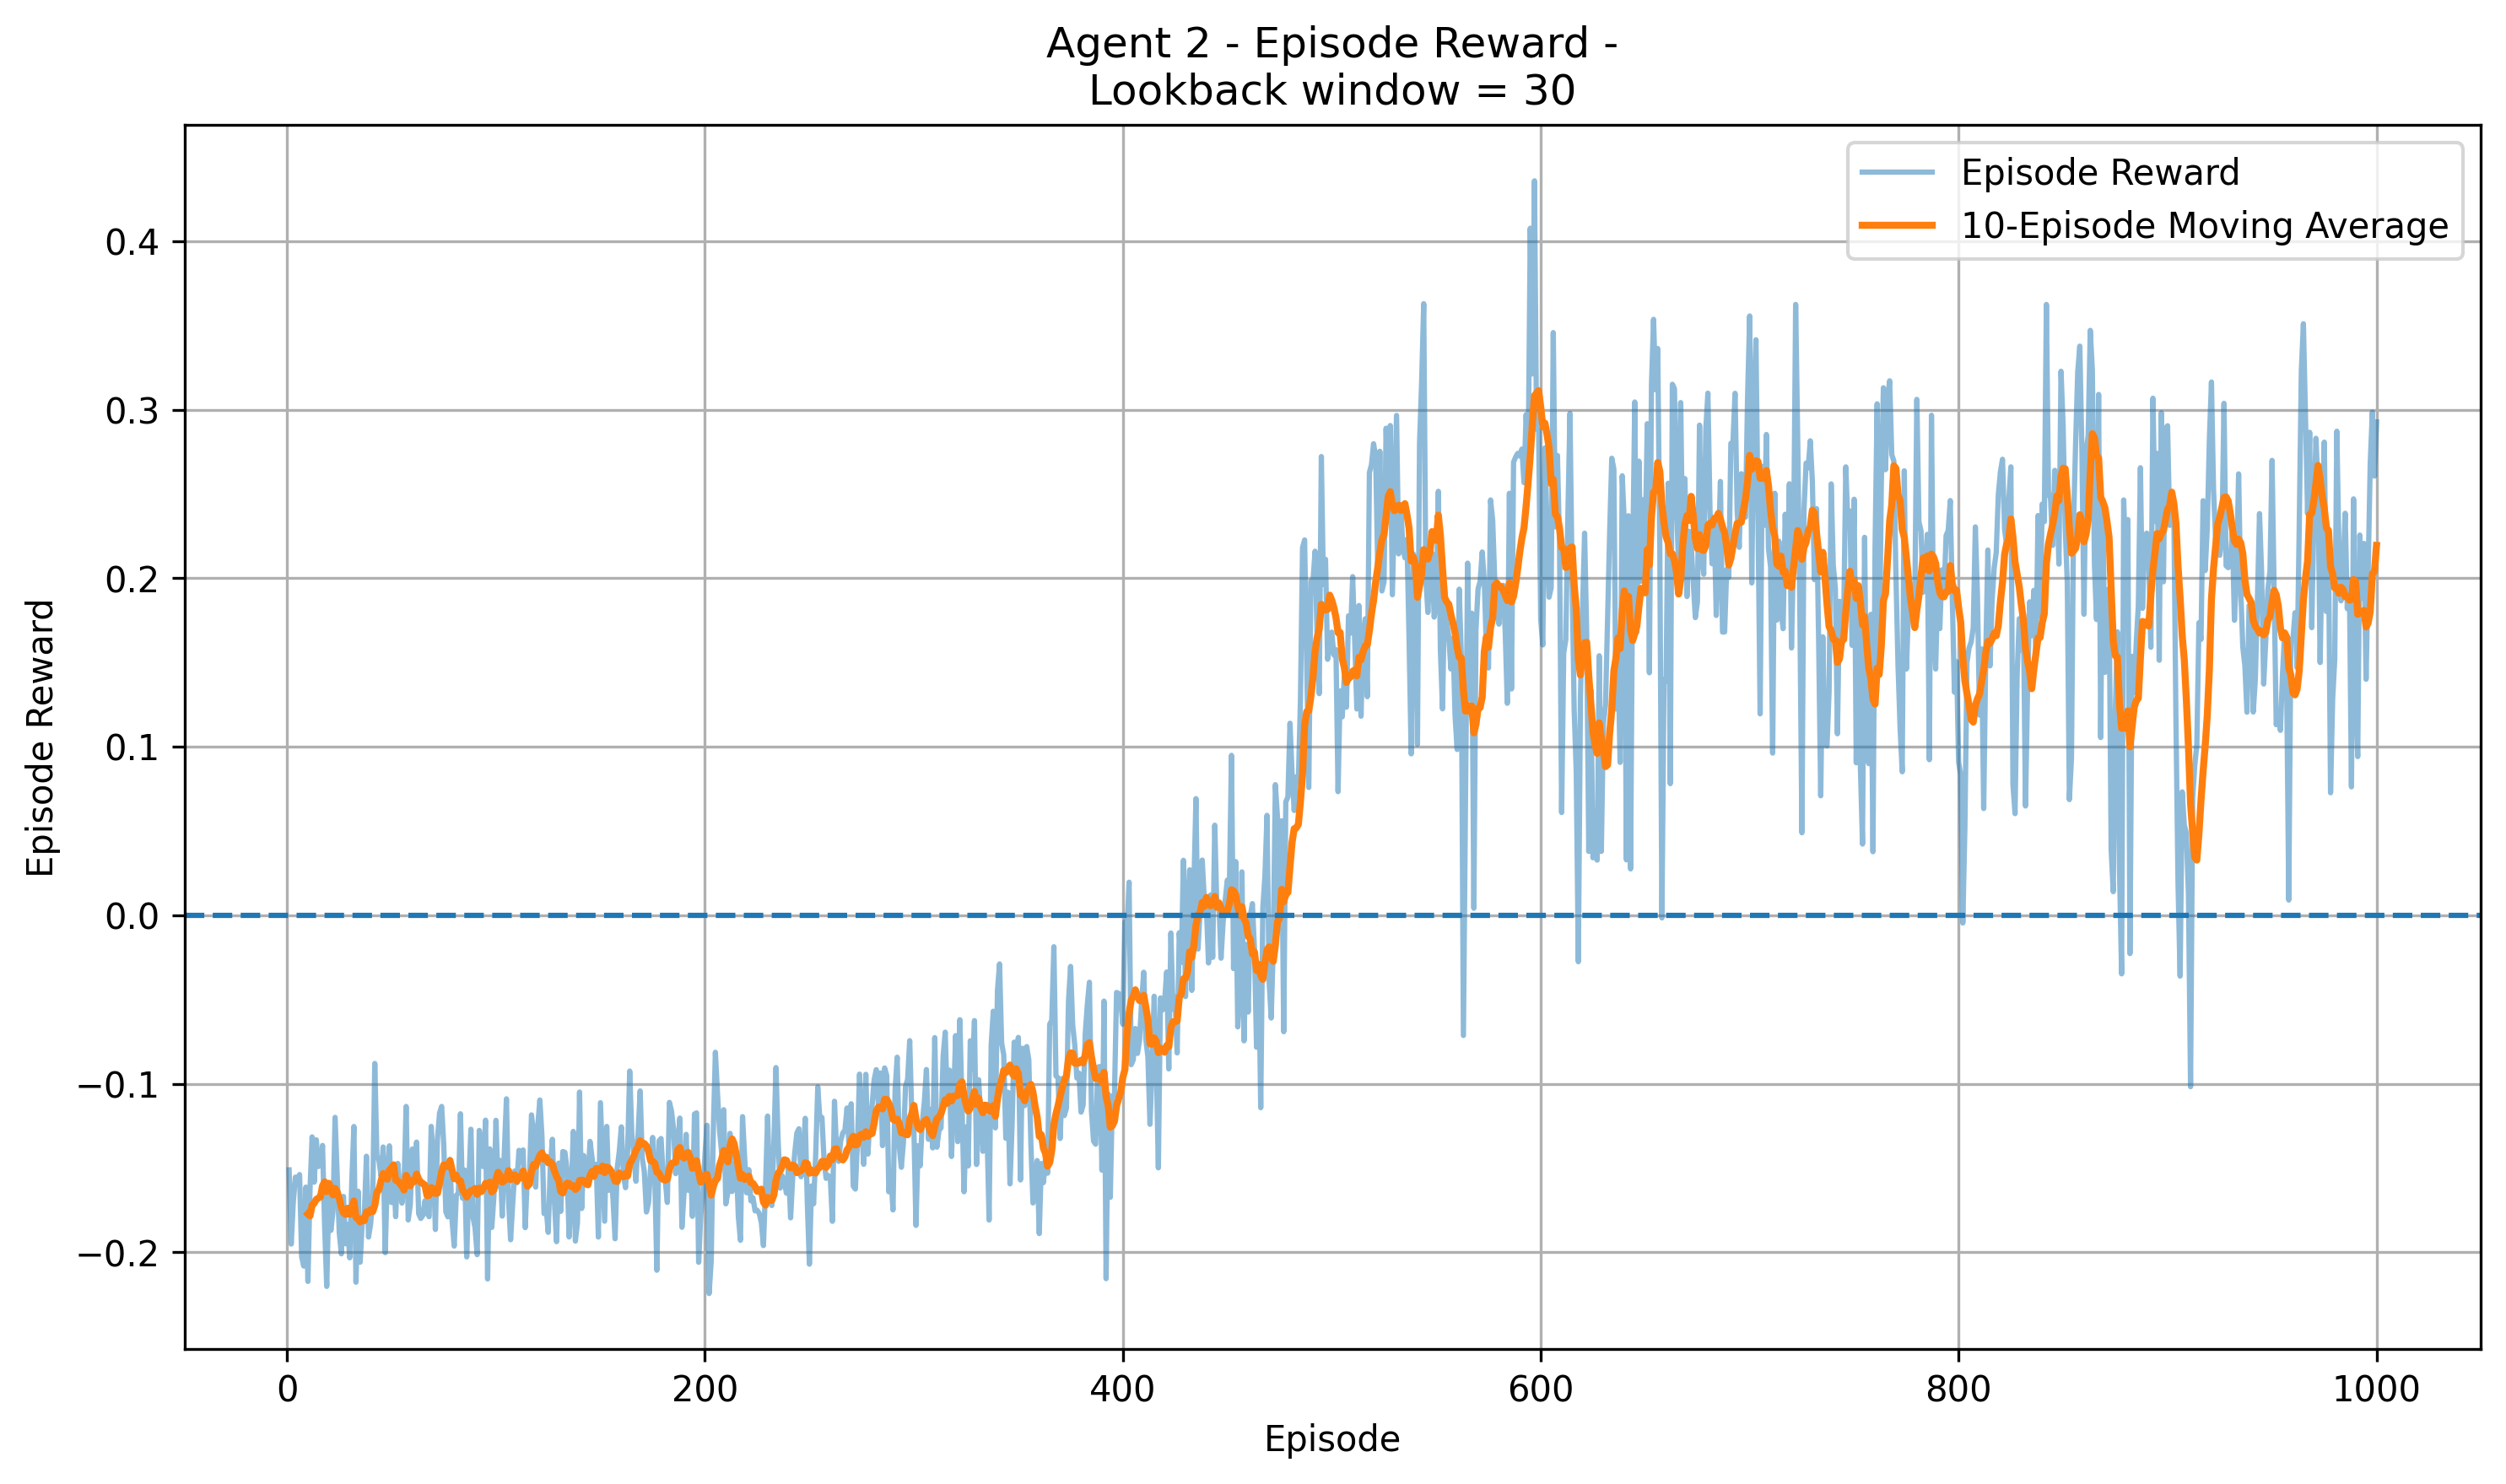 Agent 2 - Episode Reward -
Lookback window = 30
Episode Reward
10-Episode Moving Average
Episode Reward
0.4
0.3
0.2
0.1
0.0
−0.1
−0.2
0
200
400
600
800
1000
Episode